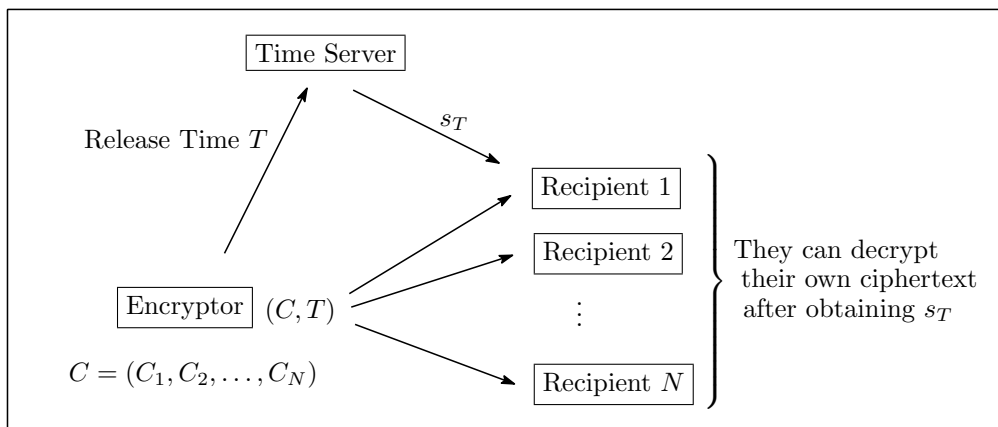 Time Server
Release Time T
s_T
Recipient 1
Recipient 2
⋮
Recipient N
They can decrypt
their own ciphertext
after obtaining s_T
Encryptor (C, T)
C = (C_1, C_2, . . . , C_N)